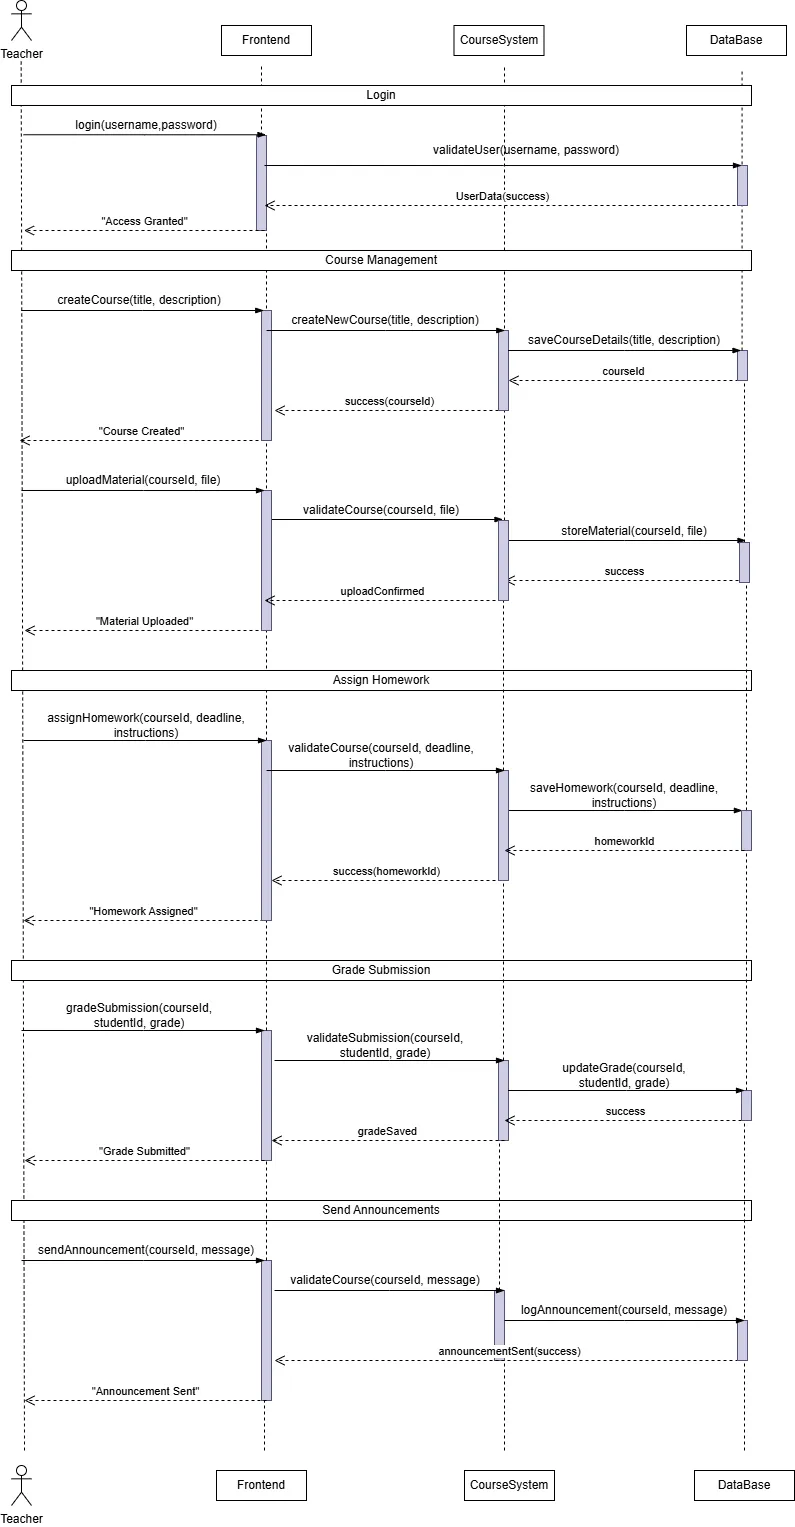 Teacher
Frontend
CourseSystem
DataBase
Login
login(username,password)
validateUser(username, password)
UserData(success)
"Access Granted"
Course Management
createCourse(title, description)
createNewCourse(title, description)
saveCourseDetails(title, description)
courseId
success(courseId)
"Course Created"
uploadMaterial(courseId, file)
validateCourse(courseId, file)
storeMaterial(courseId, file)
success
uploadConfirmed
"Material Uploaded"
Assign Homework
assignHomework(courseId, deadline,
instructions)
validateCourse(courseId, deadline,
instructions)
saveHomework(courseId, deadline,
instructions)
homeworkId
success(homeworkId)
"Homework Assigned"
Grade Submission
gradeSubmission(courseId,
studentId, grade)
validateSubmission(courseId,
studentId, grade)
updateGrade(courseId,
studentId, grade)
success
gradeSaved
"Grade Submitted"
Send Announcements
sendAnnouncement(courseId, message)
validateCourse(courseId, message)
logAnnouncement(courseId, message)
announcementSent(success)
"Announcement Sent"
Teacher
Frontend
CourseSystem
DataBase